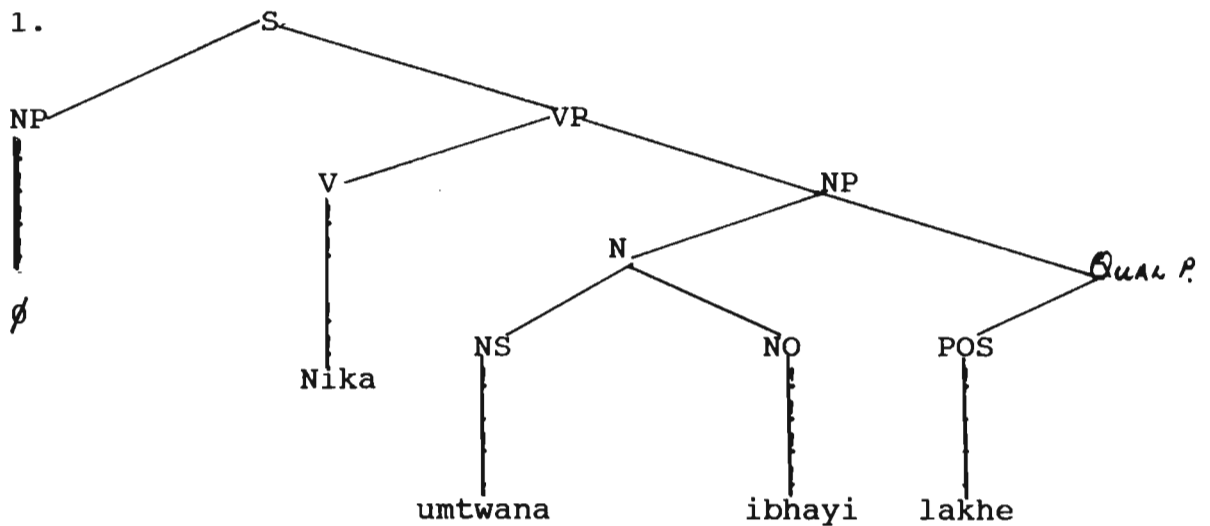 1.
S
NP VP
V NP
N QUAL P.
ø
NS NO POS
Nika
umtwana ibhayi lakhe